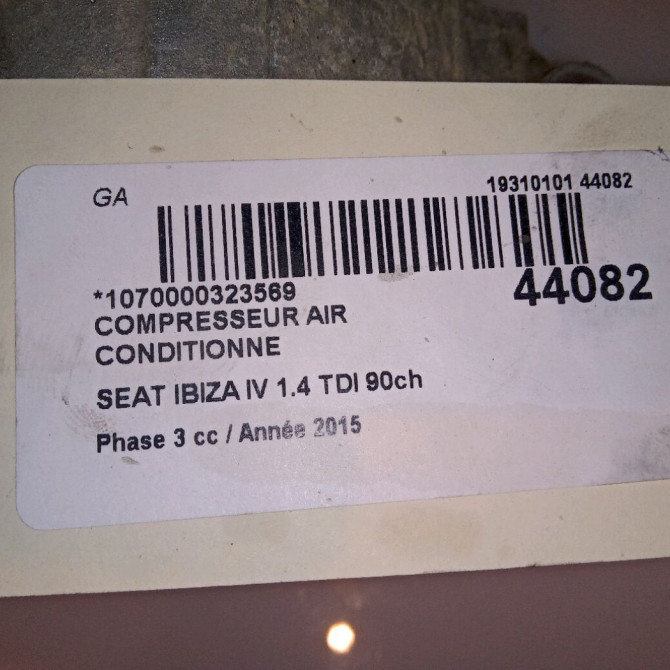 GA
19310101 44082
*1070000323569
44082
COMPRESSEUR AIR
CONDITIONNE
SEAT IBIZA IV 1.4 TDI 90ch
Phase 3 cc / Année 2015